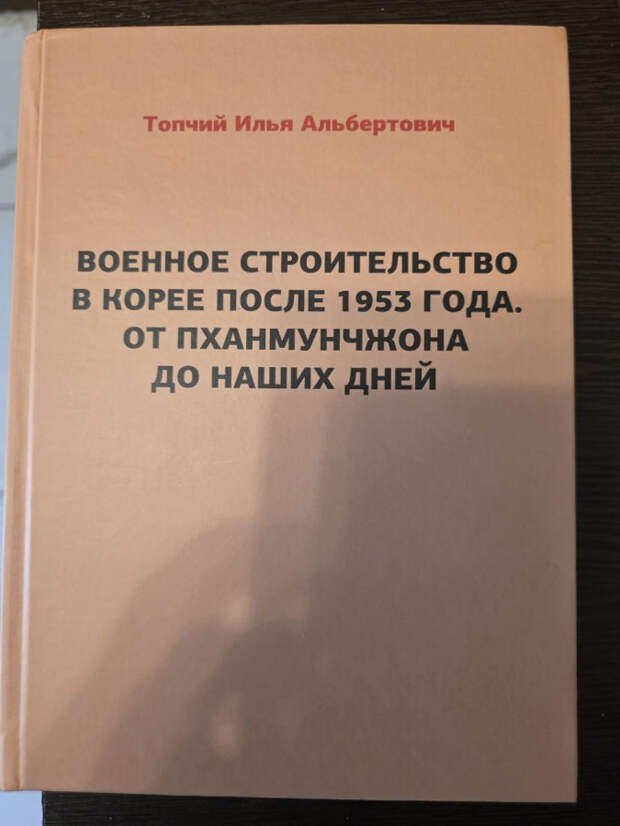 Топчий Илья Альбертович
ВОЕННОЕ СТРОИТЕЛЬСТВО
В КОРЕЕ ПОСЛЕ 1953 ГОДА.
ОТ ПХАНМУНЧЖОНА
ДО НАШИХ ДНЕЙ